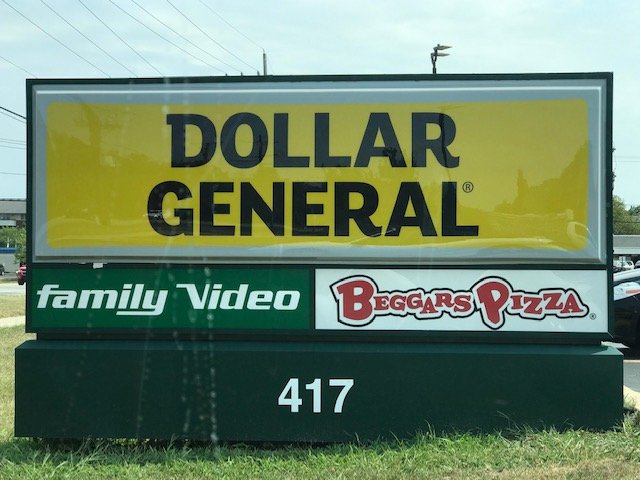 DOLLAR
GENERAL®
family Video
BEGGARS PIZZA®
417